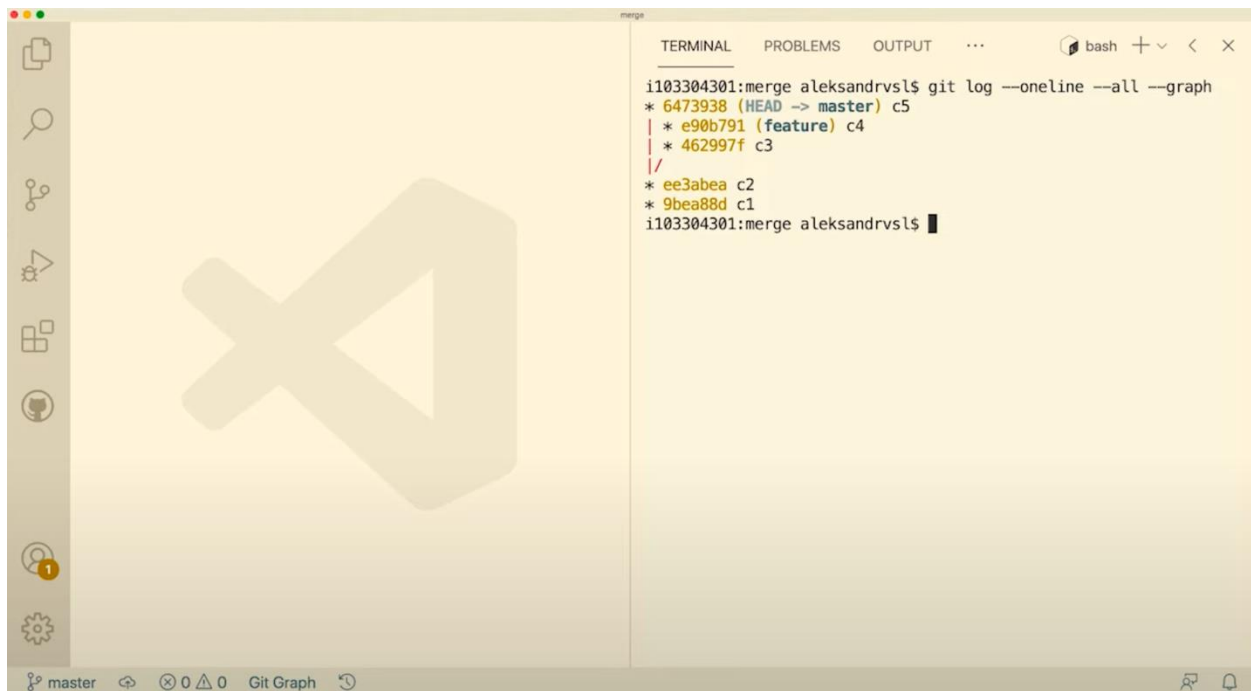 merge
TERMINAL PROBLEMS OUTPUT ··· bash
i103304301:merge aleksandrvsl$ git log --oneline --all --graph
* 6473938 (HEAD -> master) c5
| * e90b791 (feature) c4
| * 462997f c3
|/
* ee3abea c2
* 9bea88d c1
i103304301:merge aleksandrvsl$
1
master 0 0 Git Graph